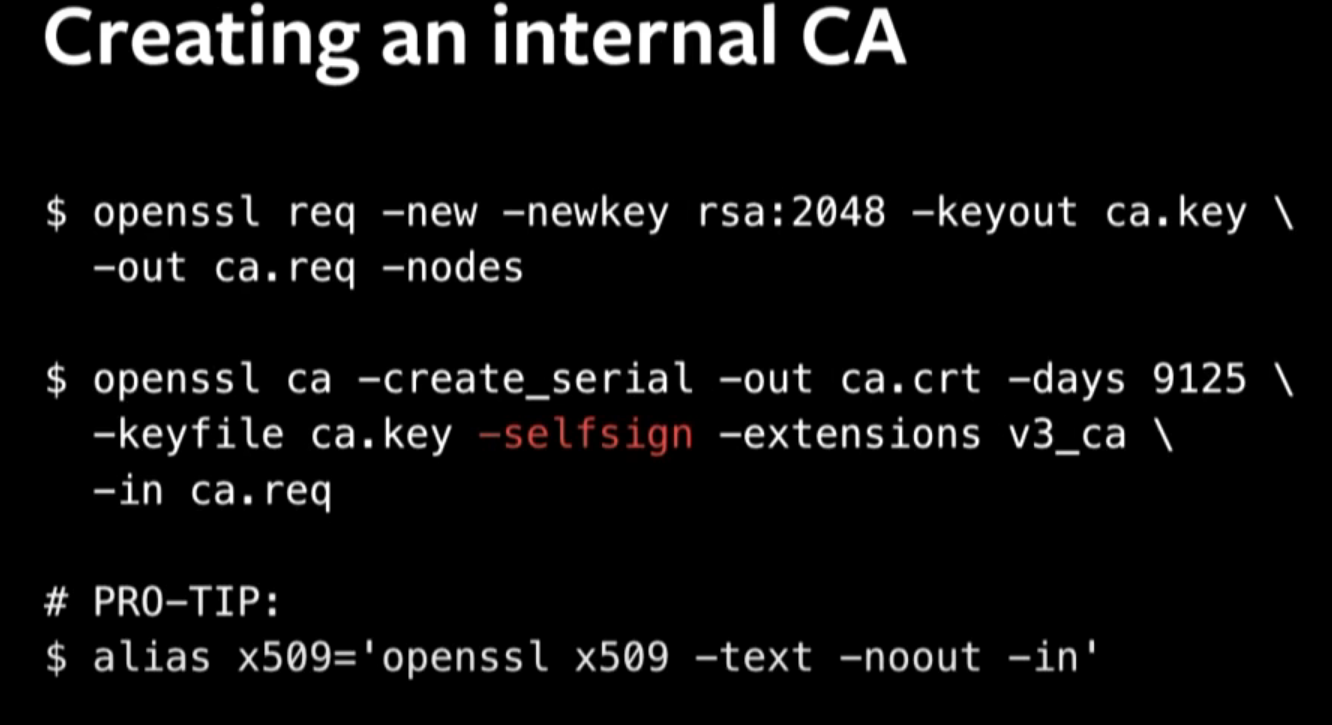 Creating an internal CA
$ openssl req -new -newkey rsa:2048 -keyout ca.key \
-out ca.req -nodes
$ openssl ca -create_serial -out ca.crt -days 9125 \
-keyfile ca.key -selfsign -extensions v3_ca \
-in ca.req
# PRO-TIP:
$ alias x509='openssl x509 -text -noout -in'